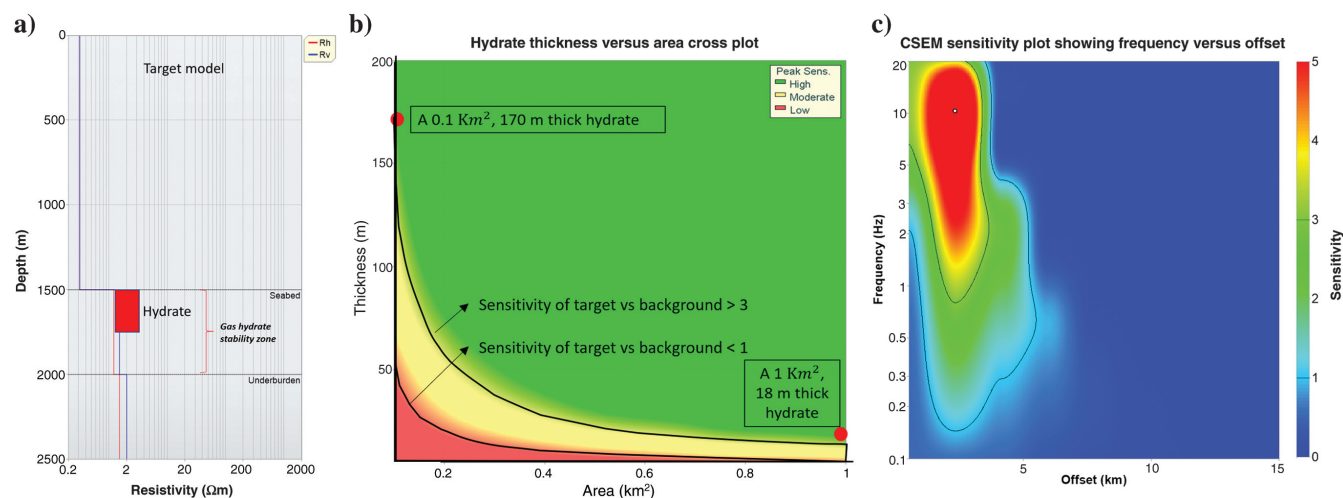 a)
Rh
Rv
Target model
0
500
1000
1500
2000
2500
Depth (m)
Hydrate
Seabed
Gas hydrate
stability zone
Underburden
0.2
2
20
200
2000
Resistivity (Ωm)
b)
Hydrate thickness versus area cross plot
Peak Sens.
High
Moderate
Low
200
150
100
50
Thickness (m)
A 0.1 Km², 170 m thick hydrate
Sensitivity of target vs background > 3
Sensitivity of target vs background < 1
A 1 Km²,
18 m thick
hydrate
0.2
0.4
0.6
0.8
1
Area (km²)
c)
CSEM sensitivity plot showing frequency versus offset
20
10
5
3
2
1
0.5
0.3
0.2
0.1
Frequency (Hz)
5
10
15
Offset (km)
5
4
3
2
1
0
Sensitivity